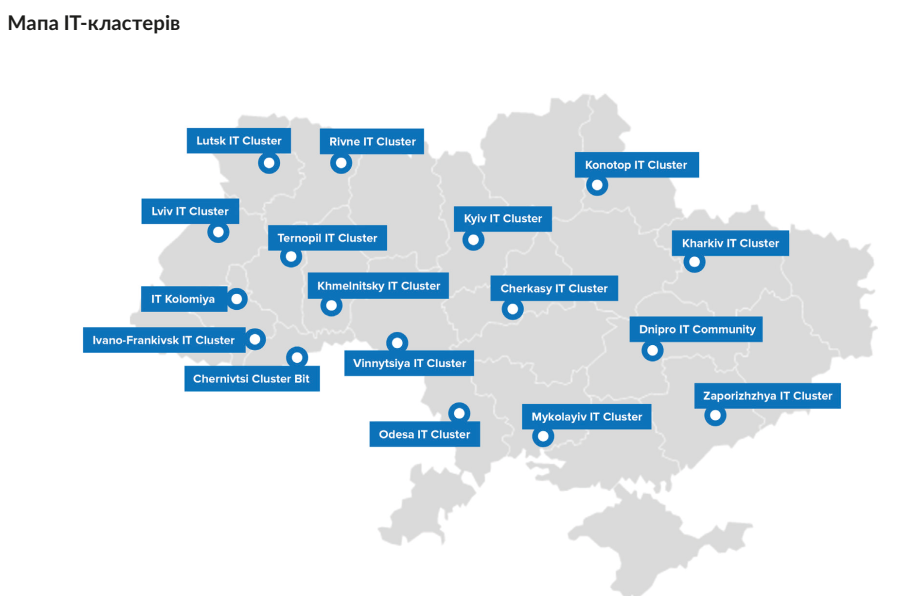 Мапа ІТ-кластерів
Lutsk IT Cluster
Rivne IT Cluster
Konotop IT Cluster
Lviv IT Cluster
Kyiv IT Cluster
Ternopil IT Cluster
Kharkiv IT Cluster
Khmelnitsky IT Cluster
Cherkasy IT Cluster
IT Kolomiya
Dnipro IT Community
Ivano-Frankivsk IT Cluster
Vinnytsiya IT Cluster
Chernivtsi Cluster Bit
Zaporizhzhya IT Cluster
Mykolayiv IT Cluster
Odesa IT Cluster